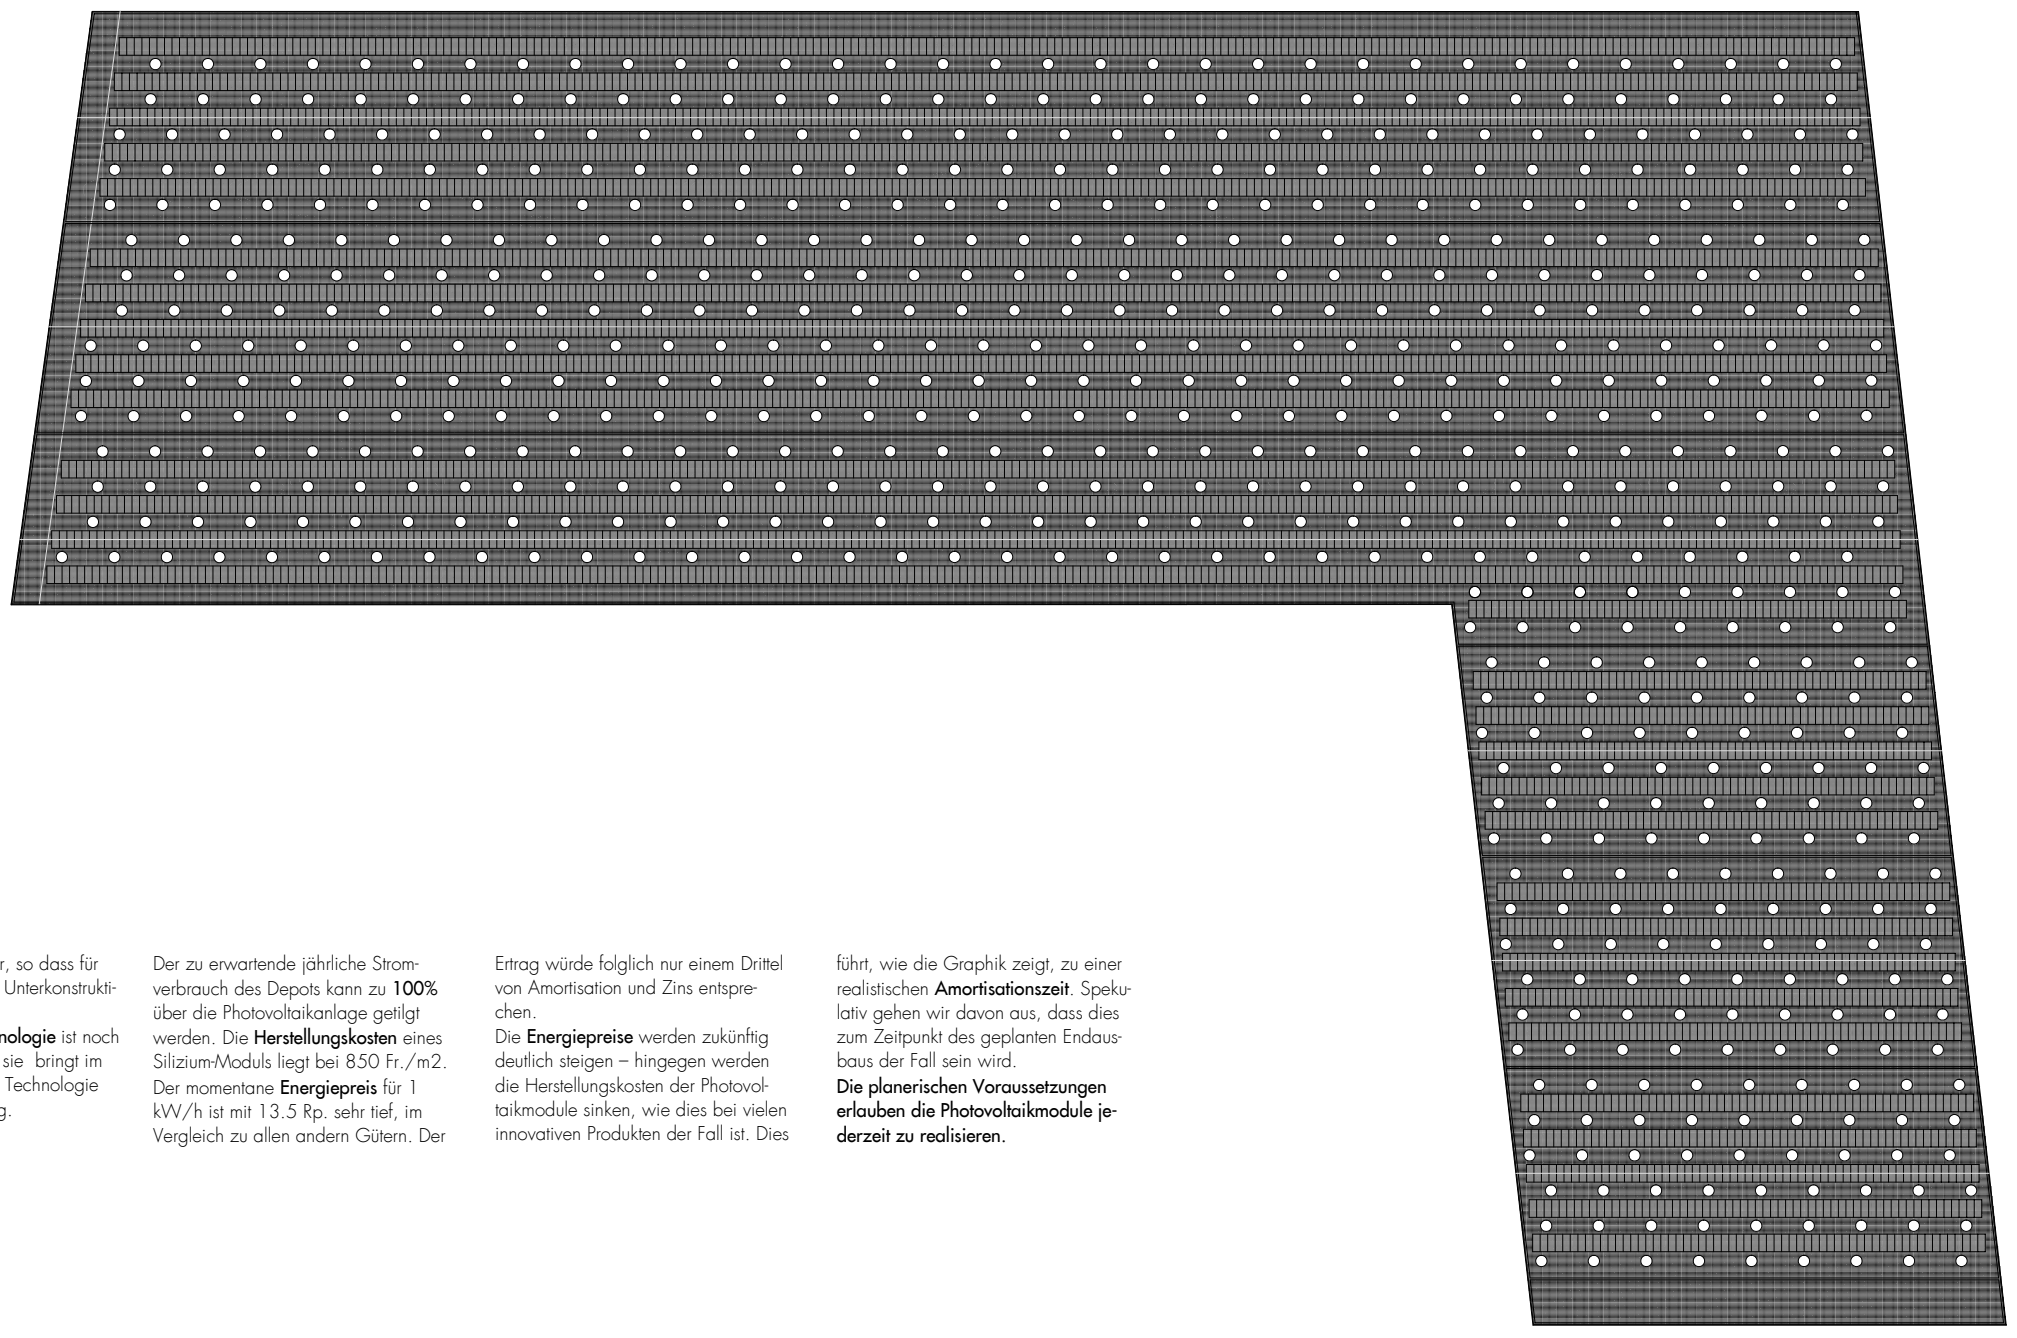 r, so dass für
Unterkonstrukti-
nologie ist noch
sie bringt im
Technologie
g.
Der zu erwartende jährliche Strom-
verbrauch des Depots kann zu 100%
über die Photovoltaikanlage getilgt
werden. Die Herstellungskosten eines
Silizium-Moduls liegt bei 850 Fr./m2.
Der momentane Energiepreis für 1
kW/h ist mit 13.5 Rp. sehr tief, im
Vergleich zu allen andern Gütern. Der
Ertrag würde folglich nur einem Drittel
von Amortisation und Zins entspre-
chen.
Die Energiepreise werden zukünftig
deutlich steigen – hingegen werden
die Herstellungskosten der Photovol-
taikmodule sinken, wie dies bei vielen
innovativen Produkten der Fall ist. Dies
führt, wie die Graphik zeigt, zu einer
realistischen Amortisationszeit. Speku-
lativ gehen wir davon aus, dass dies
zum Zeitpunkt des geplanten Endaus-
baus der Fall sein wird.
Die planerischen Voraussetzungen
erlauben die Photovoltaikmodule je-
derzeit zu realisieren.